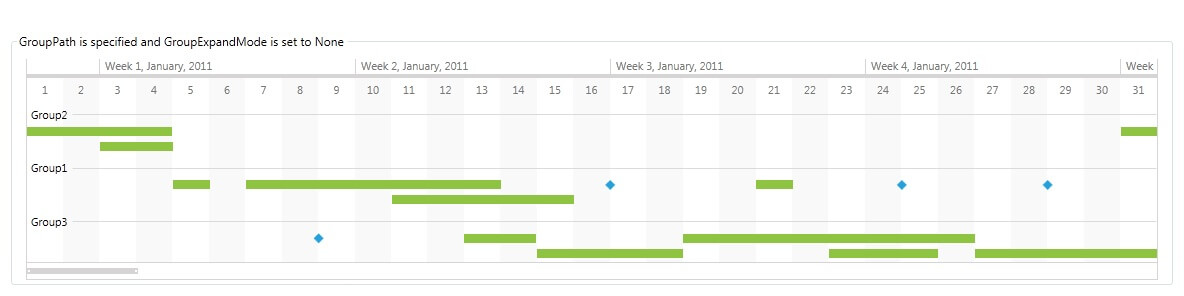 GroupPath is specified and GroupExpandMode is set to None
Week 1, January, 2011 Week 2, January, 2011 Week 3, January, 2011 Week 4, January, 2011 Week
1 2 3 4 5 6 7 8 9 10 11 12 13 14 15 16 17 18 19 20 21 22 23 24 25 26 27 28 29 30 31
Group2
Group1
Group3